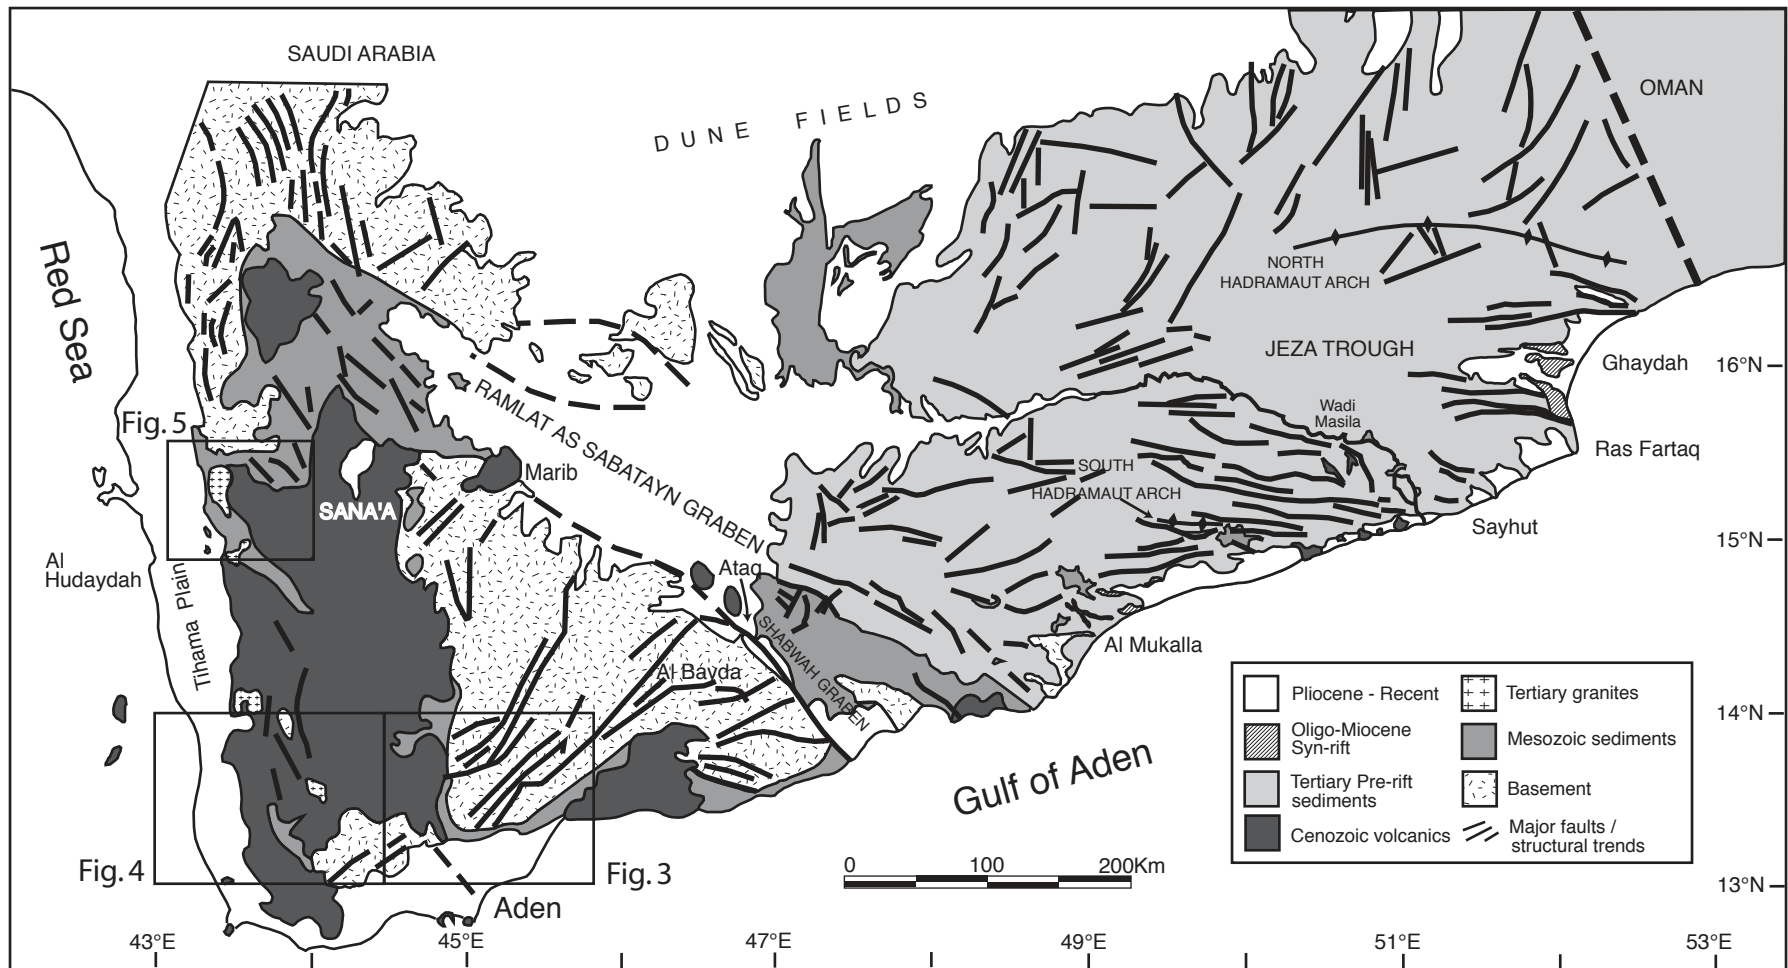 SAUDI ARABIA
DUNE FIELDS
OMAN
Red Sea
NORTH
HADRAMAUT ARCH
JEZA TROUGH
Ghaydah
16°N
RAMLAT AS SABATAYN GRABEN
Fig. 5
Wadi
Masila
Ras Fartaq
Marib
SOUTH
HADRAMAUT ARCH
SANA'A
Sayhut
15°N
Al
Hudaydah
Tihama Plain
Ataq
SHABWAH GRABEN
Al Mukalla
Al Bayda
14°N
Gulf of Aden
Pliocene - Recent
Oligo-Miocene
Syn-rift
Tertiary Pre-rift
sediments
Cenozoic volcanics
Tertiary granites
Mesozoic sediments
Basement
Major faults /
structural trends
Fig. 4
Fig. 3
0 100 200Km
13°N
Aden
43°E 45°E 47°E 49°E 51°E 53°E